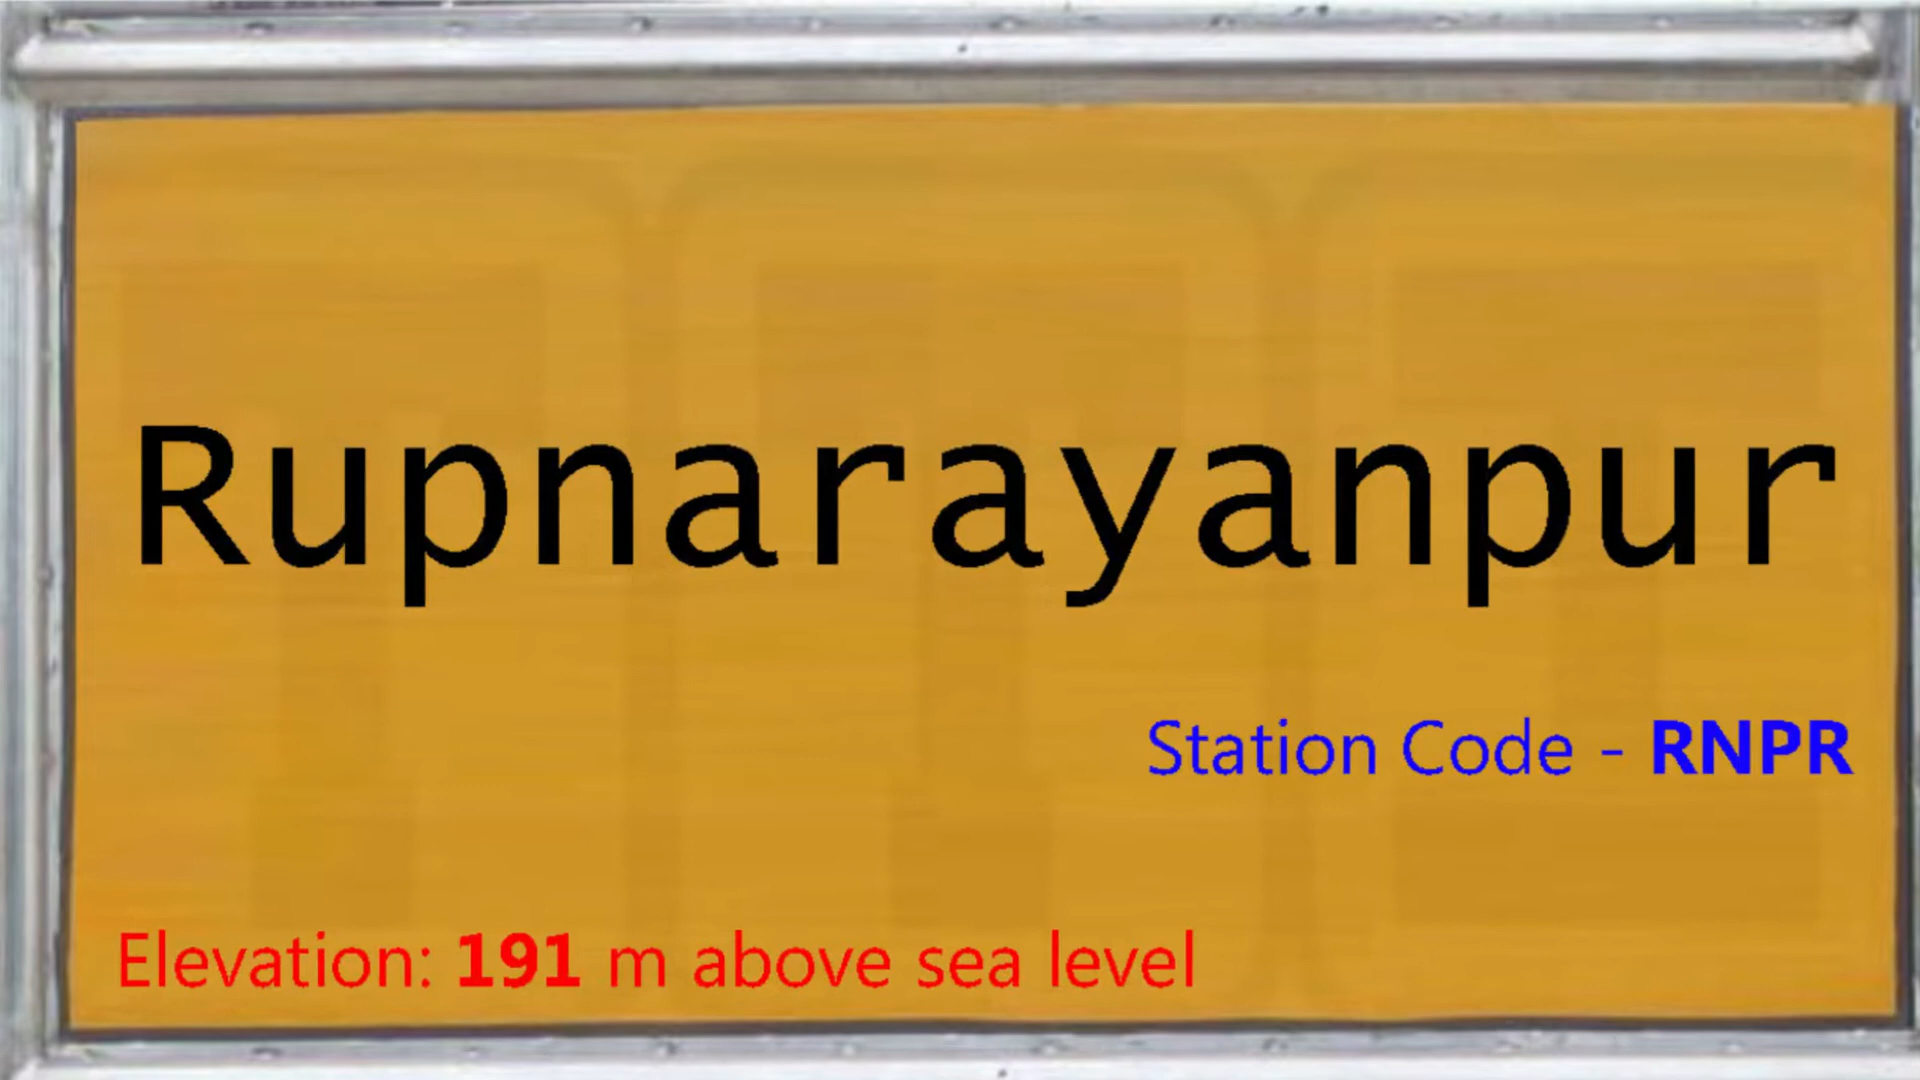 Rupnarayanpur
Station Code - RNPR
Elevation: 191 m above sea level